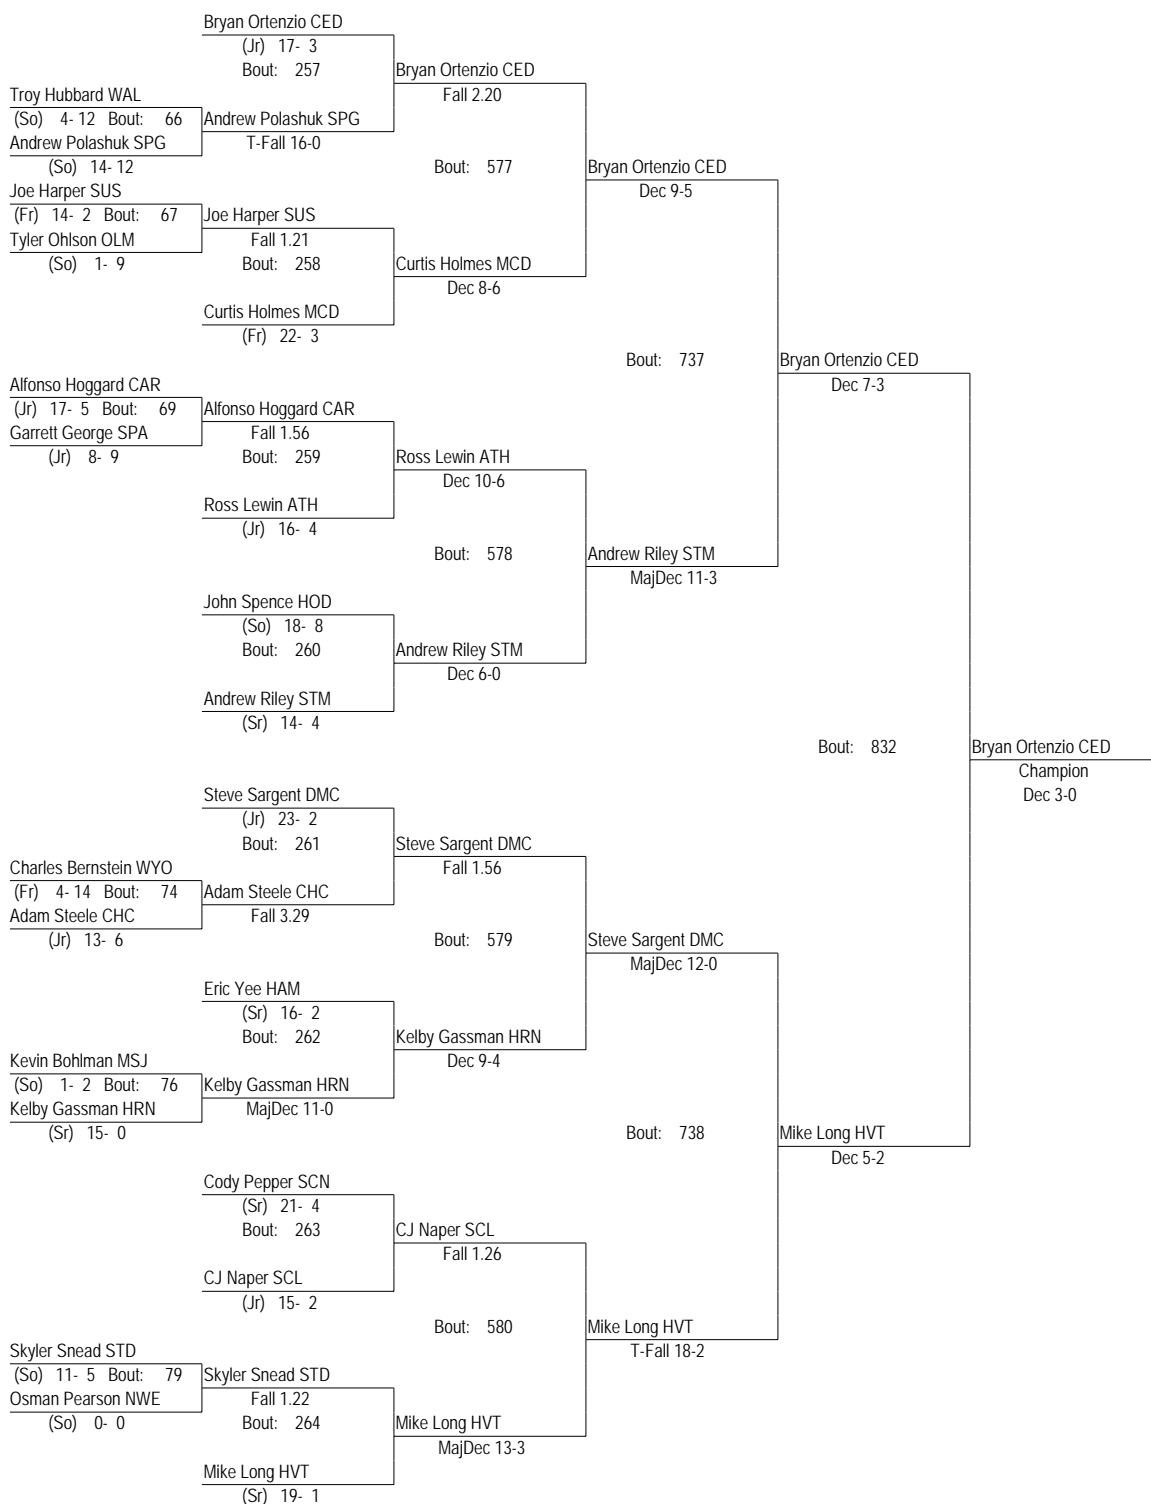 Bryan Ortenzio CED
(Jr) 17- 3
Bout: 257
Bryan Ortenzio CED
Fall 2.20
Troy Hubbard WAL
(So) 4- 12 Bout: 66
Andrew Polashuk SPG
Andrew Polashuk SPG
T-Fall 16-0
(So) 14- 12
Bout: 577
Bryan Ortenzio CED
Dec 9-5
Joe Harper SUS
(Fr) 14- 2 Bout: 67
Joe Harper SUS
Tyler Ohlson OLM
Fall 1.21
(So) 1- 9
Bout: 258
Curtis Holmes MCD
Dec 8-6
Curtis Holmes MCD
(Fr) 22- 3
Bout: 737
Bryan Ortenzio CED
Dec 7-3
Alfonso Hoggard CAR
(Jr) 17- 5 Bout: 69
Alfonso Hoggard CAR
Garrett George SPA
Fall 1.56
(Jr) 8- 9
Bout: 259
Ross Lewin ATH
Dec 10-6
Ross Lewin ATH
(Jr) 16- 4
Bout: 578
Andrew Riley STM
MajDec 11-3
John Spence HOD
(So) 18- 8
Bout: 260
Andrew Riley STM
Dec 6-0
Andrew Riley STM
(Sr) 14- 4
Bout: 832
Bryan Ortenzio CED
Champion
Dec 3-0
Steve Sargent DMC
(Jr) 23- 2
Bout: 261
Steve Sargent DMC
Fall 1.56
Charles Bernstein WYO
(Fr) 4- 14 Bout: 74
Adam Steele CHC
Adam Steele CHC
Fall 3.29
(Jr) 13- 6
Bout: 579
Steve Sargent DMC
MajDec 12-0
Eric Yee HAM
(Sr) 16- 2
Bout: 262
Kelby Gassman HRN
Dec 9-4
Kevin Bohlman MSJ
(So) 1- 2 Bout: 76
Kelby Gassman HRN
Kelby Gassman HRN
MajDec 11-0
(Sr) 15- 0
Bout: 738
Mike Long HVT
Dec 5-2
Cody Pepper SCN
(Sr) 21- 4
Bout: 263
CJ Naper SCL
Fall 1.26
CJ Naper SCL
(Jr) 15- 2
Bout: 580
Mike Long HVT
T-Fall 18-2
Skyler Snead STD
(So) 11- 5 Bout: 79
Skyler Snead STD
Osman Pearson NWE
Fall 1.22
(So) 0- 0
Bout: 264
Mike Long HVT
MajDec 13-3
Mike Long HVT
(Sr) 19- 1